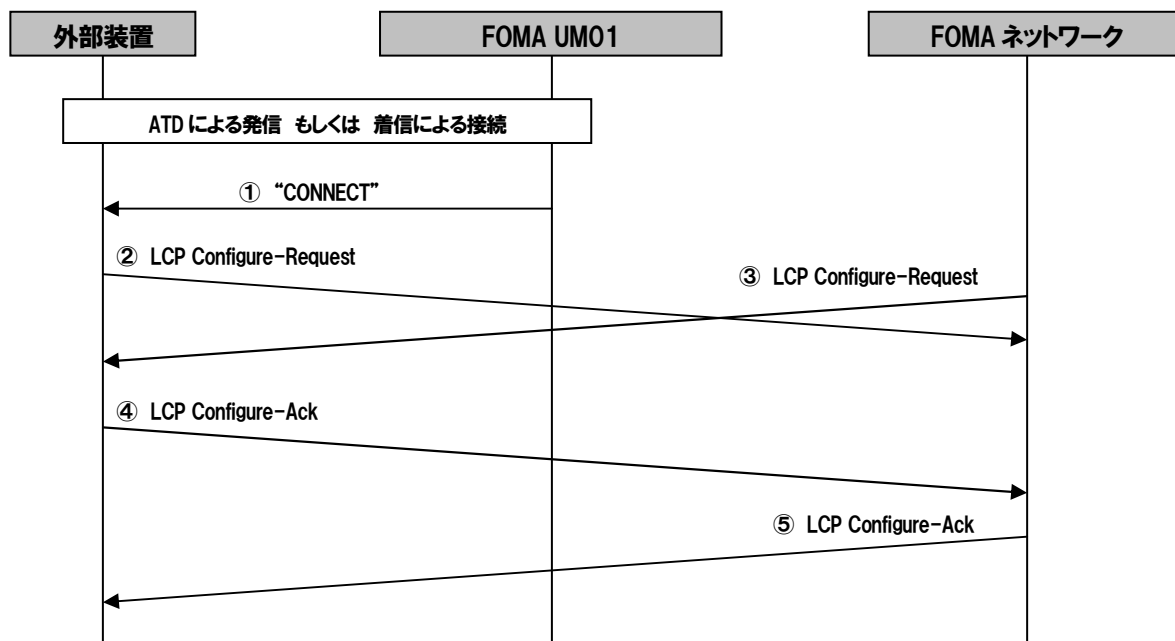 外部装置
FOMA UM01
FOMA ネットワーク
ATD による発信 もしくは 着信による接続
① “CONNECT”
② LCP Configure-Request
③ LCP Configure-Request
④ LCP Configure-Ack
⑤ LCP Configure-Ack